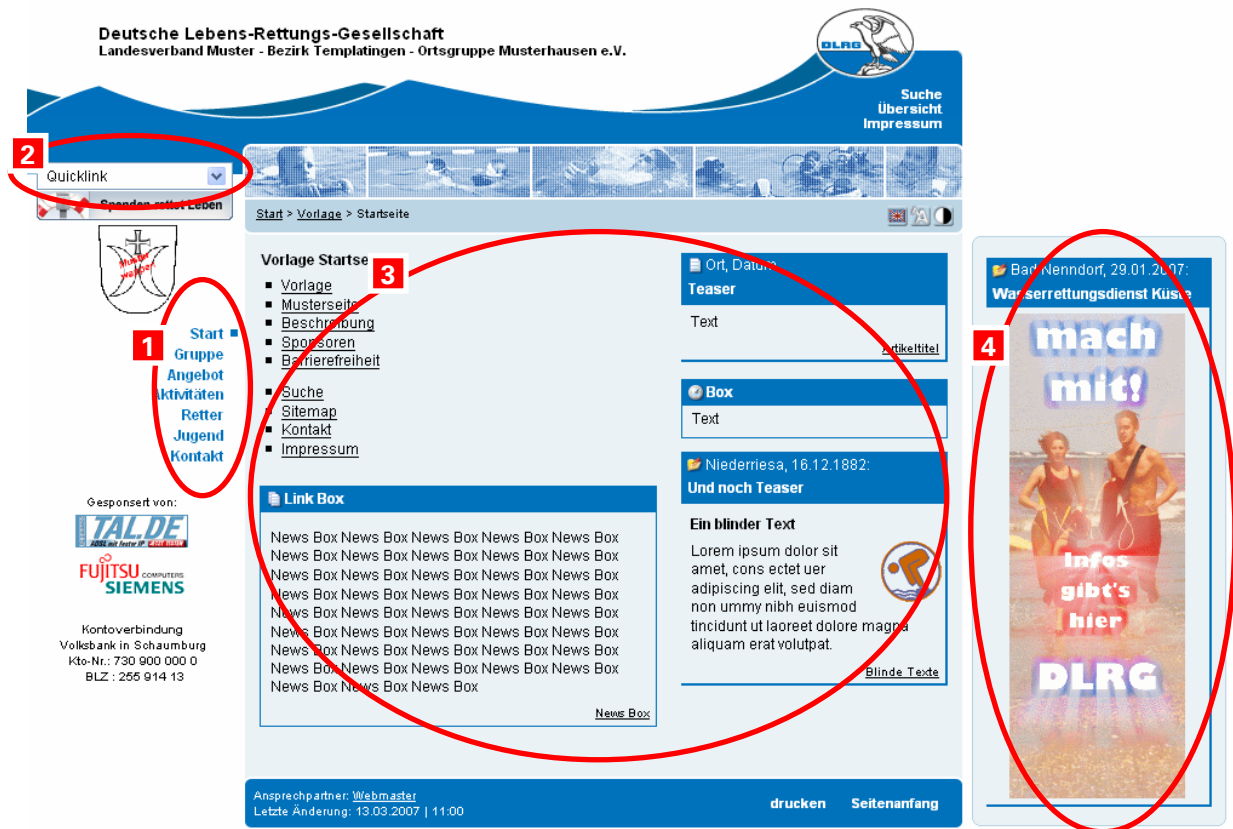 Deutsche Lebens-Rettungs-Gesellschaft
Landesverband Muster - Bezirk Templatingen - Ortsgruppe Musterhausen e.V.
DLRG
Suche
Übersicht
Impressum
2
Quicklink
Spenden rettet Leben
Start > Vorlage > Startseite
Muster
wappen
1
Start
Gruppe
Angebot
Aktivitäten
Retter
Jugend
Kontakt
Gesponsert von:
TAL.DE
FUJITSU COMPUTERS
SIEMENS
Kontoverbindung
Volksbank in Schaumburg
Kto-Nr.: 730 900 000 0
BLZ : 255 914 13
3
Vorlage Startse
Vorlage
Musterseite
Beschreibung
Sponsoren
Barrierefreiheit
Suche
Sitemap
Kontakt
Impressum
Link Box
News Box News Box News Box News Box News Box
News Box News Box News Box News Box News Box
News Box News Box News Box News Box News Box
News Box News Box News Box News Box News Box
News Box News Box News Box News Box News Box
News Box News Box News Box News Box News Box
News Box News Box News Box News Box News Box
News Box News Box News Box News Box News Box
News Box News Box News Box
News Box
Ort, Datum
Teaser
Text
Artikeltitel
Box
Text
Niederriesa, 16.12.1882:
Und noch Teaser
Ein blinder Text
Lorem ipsum dolor sit
amet, cons ectet uer
adipiscing elit, sed diam
non ummy nibh euismod
tincidunt ut laoreet dolore magna
aliquam erat volutpat.
Blinde Texte
4
Bad Nenndorf, 29.01.2007:
Wasserrettungsdienst Küste
mach
mit!
Infos
gibt's
hier
DLRG
Ansprechpartner: Webmaster
Letzte Änderung: 13.03.2007 | 11:00
drucken Seitenanfang